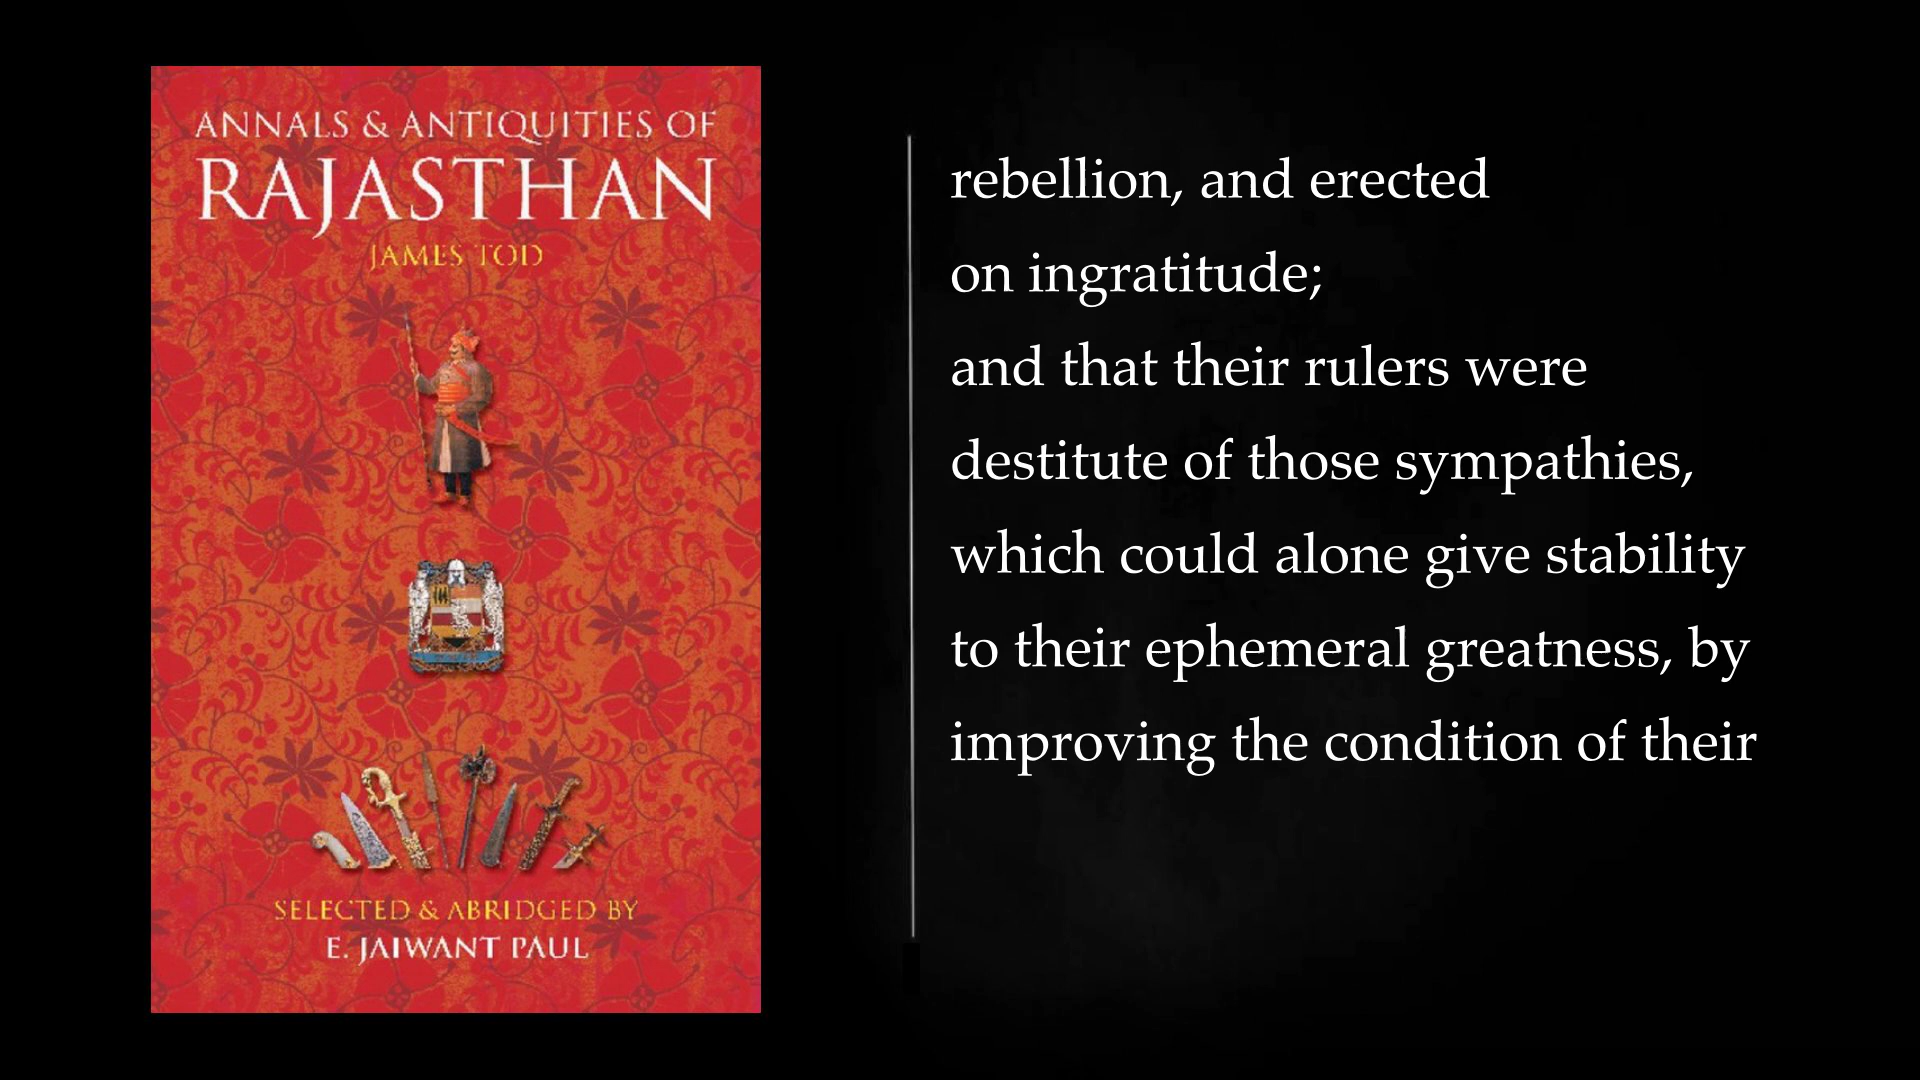 ANNALS & ANTIQUITIES OF
RAJASTHAN
JAMES TOD
SELECTED & ABRIDGED BY
E. JAIWANT PAUL
rebellion, and erected
on ingratitude;
and that their rulers were
destitute of those sympathies,
which could alone give stability
to their ephemeral greatness, by
improving the condition of their